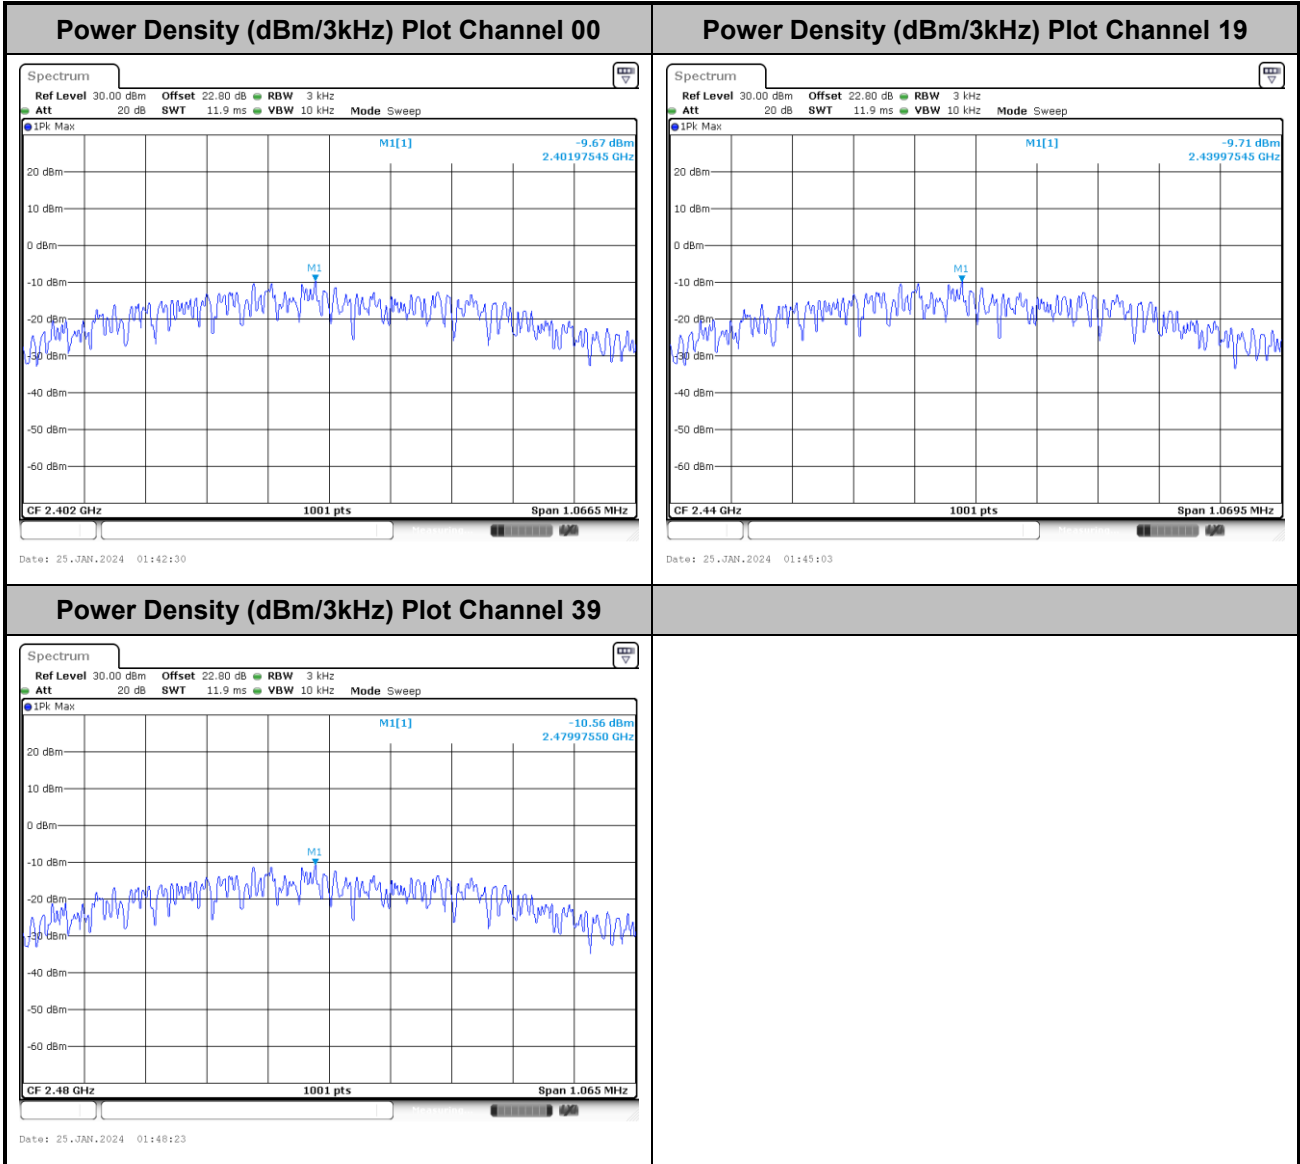 Power Density (dBm/3kHz) Plot Channel 00
Spectrum
Ref Level 30.00 dBm Offset 22.80 dB RBW 3 kHz
Att 20 dB SWT 11.9 ms VBW 10 kHz Mode Sweep
1Pk Max
M1[1] -9.67 dBm
2.40197545 GHz
20 dBm
10 dBm
0 dBm
M1
-10 dBm
-20 dBm
-30 dBm
-40 dBm
-50 dBm
-60 dBm
CF 2.402 GHz 1001 pts Span 1.0665 MHz
Measuring...
Date: 25.JAN.2024 01:42:30
Power Density (dBm/3kHz) Plot Channel 19
Spectrum
Ref Level 30.00 dBm Offset 22.80 dB RBW 3 kHz
Att 20 dB SWT 11.9 ms VBW 10 kHz Mode Sweep
1Pk Max
M1[1] -9.71 dBm
2.43997545 GHz
20 dBm
10 dBm
0 dBm
M1
-10 dBm
-20 dBm
-30 dBm
-40 dBm
-50 dBm
-60 dBm
CF 2.44 GHz 1001 pts Span 1.0695 MHz
Measuring...
Date: 25.JAN.2024 01:45:03
Power Density (dBm/3kHz) Plot Channel 39
Spectrum
Ref Level 30.00 dBm Offset 22.80 dB RBW 3 kHz
Att 20 dB SWT 11.9 ms VBW 10 kHz Mode Sweep
1Pk Max
M1[1] -10.56 dBm
2.47997550 GHz
20 dBm
10 dBm
0 dBm
M1
-10 dBm
-20 dBm
-30 dBm
-40 dBm
-50 dBm
-60 dBm
CF 2.48 GHz 1001 pts Span 1.065 MHz
Measuring...
Date: 25.JAN.2024 01:48:23